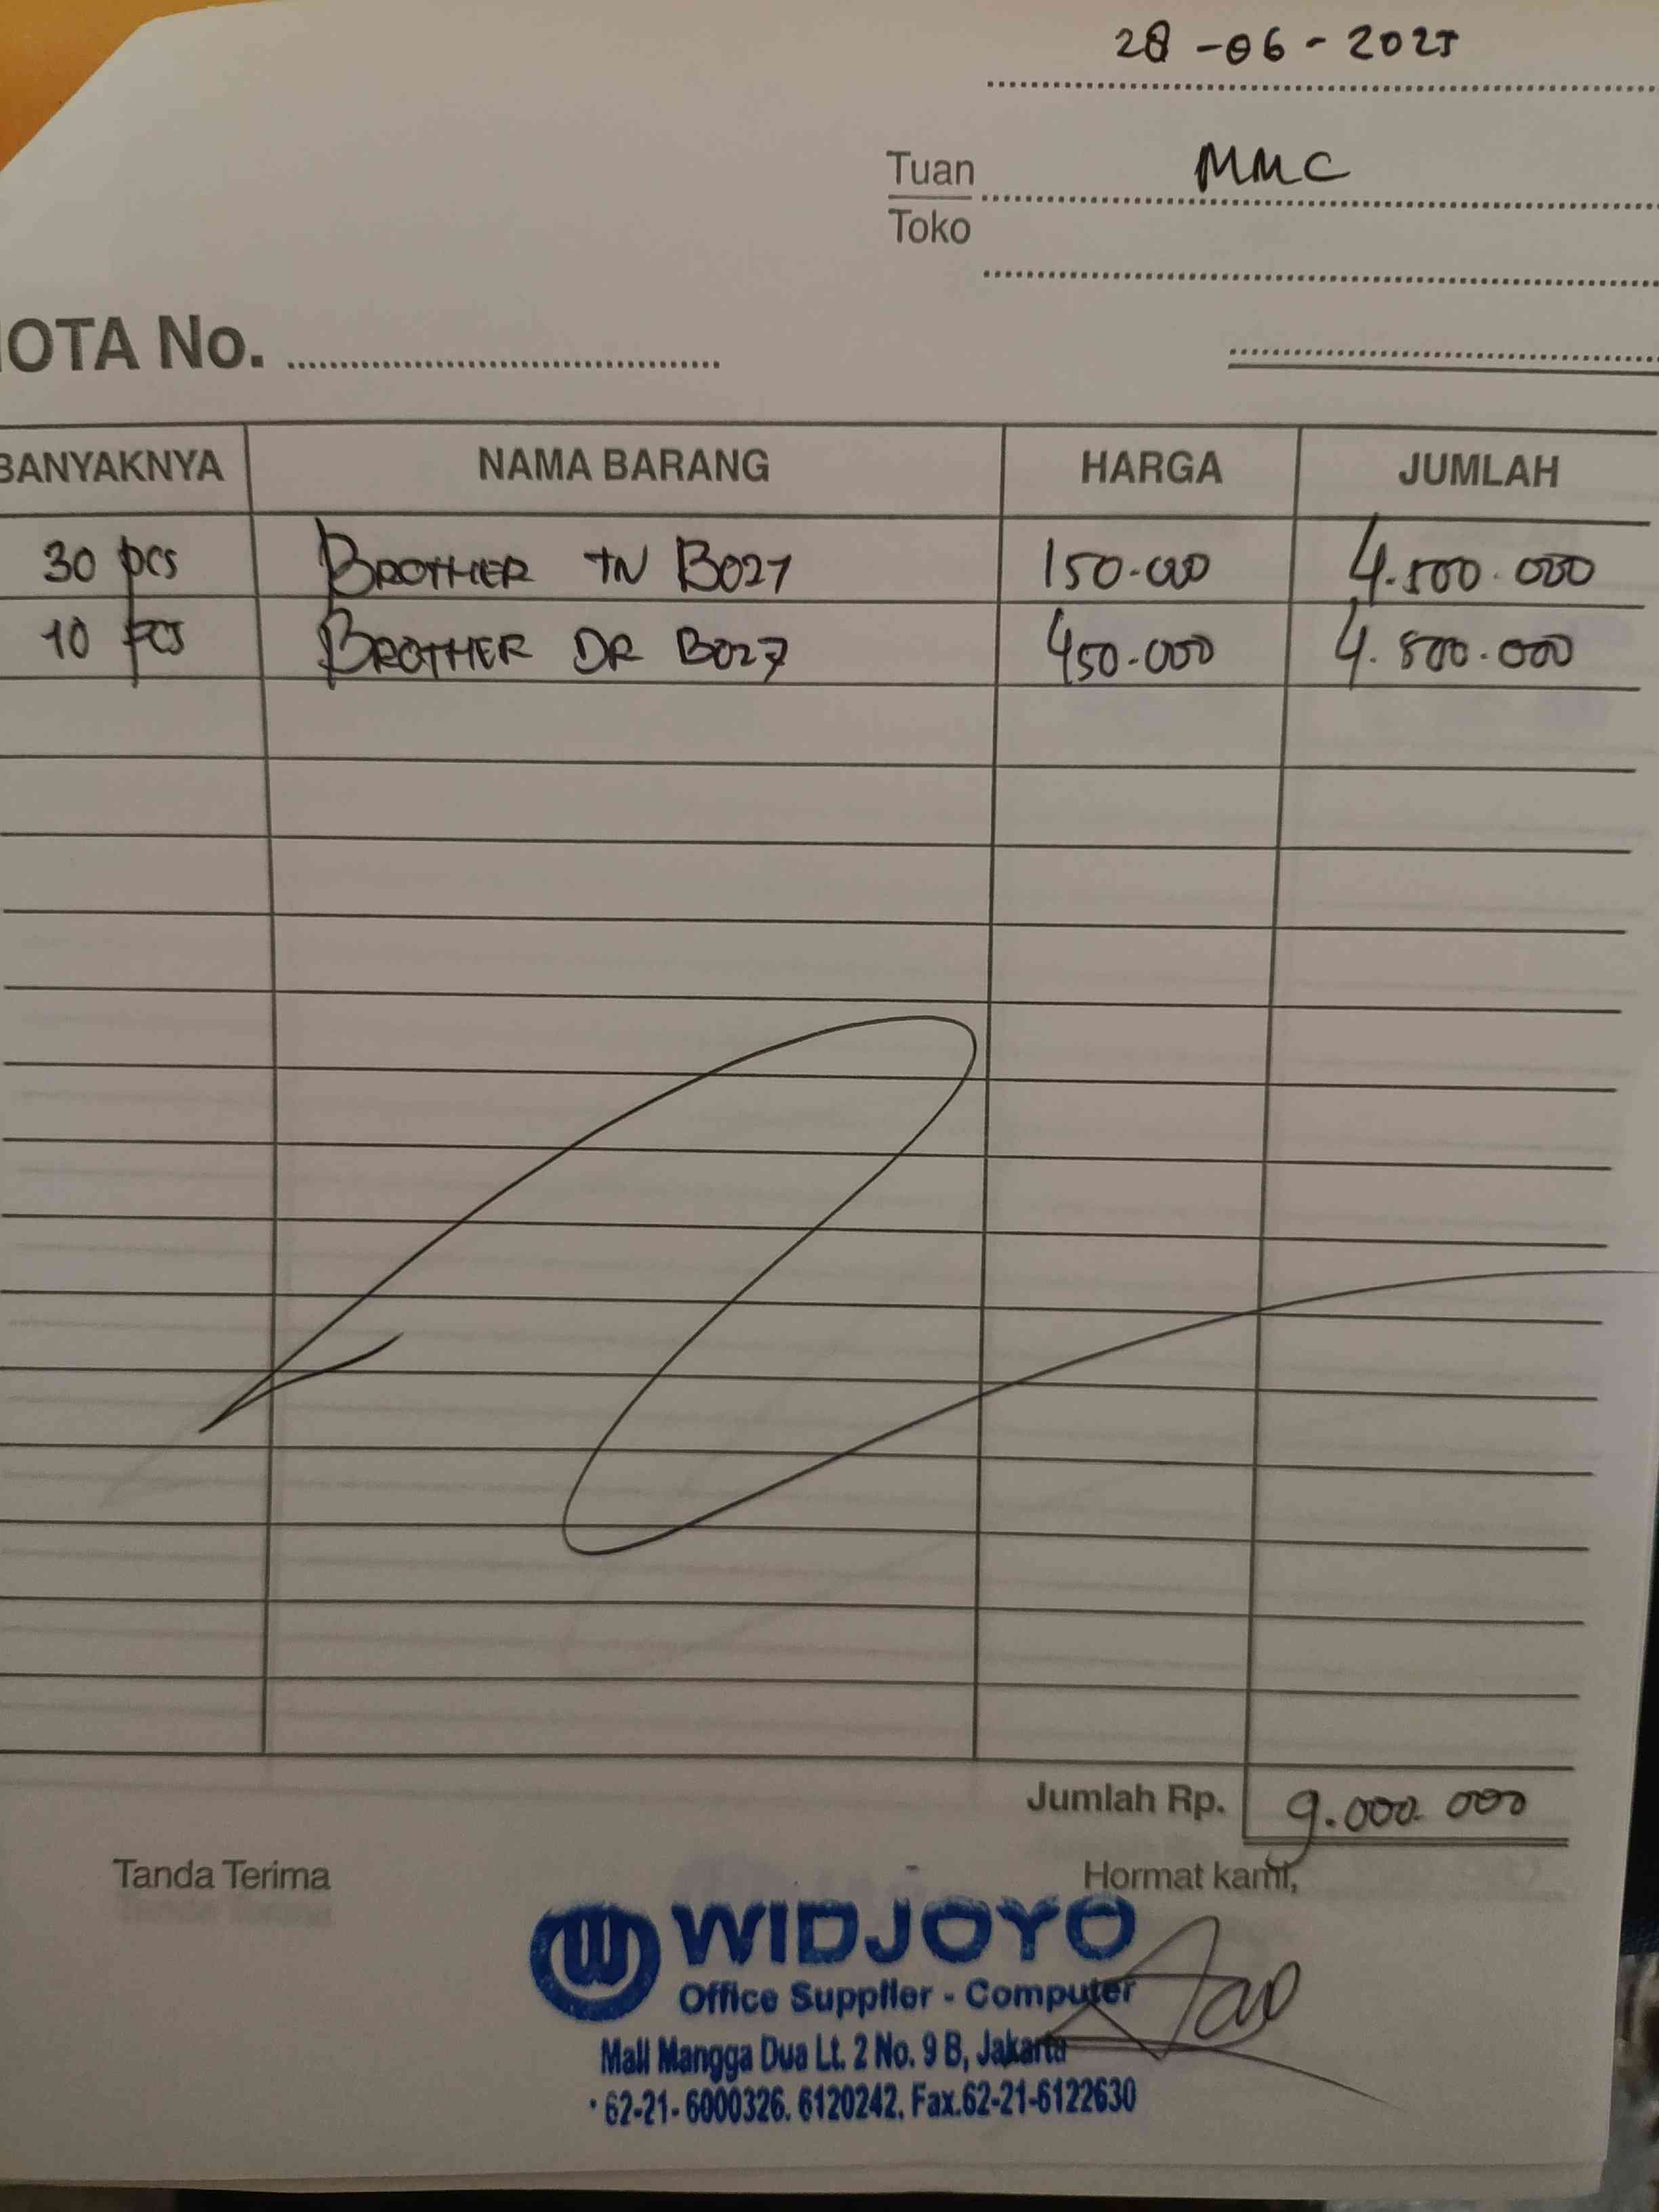 28-06-2025
Tuan MMC
Toko
NOTA No.
BANYAKNYA NAMA BARANG HARGA JUMLAH
30 pcs BROTHER TN B027 150.000 4.500.000
10 pcs BROTHER DR B027 450.000 4.500.000
Jumlah Rp. 9.000.000
Tanda Terima Hormat kami,
WIDJOYO
Office Supplier - Computer
Mall Mangga Dua Lt. 2 No. 9 B, Jakarta
62-21-6000326. 6120242. Fax.62-21-6122630